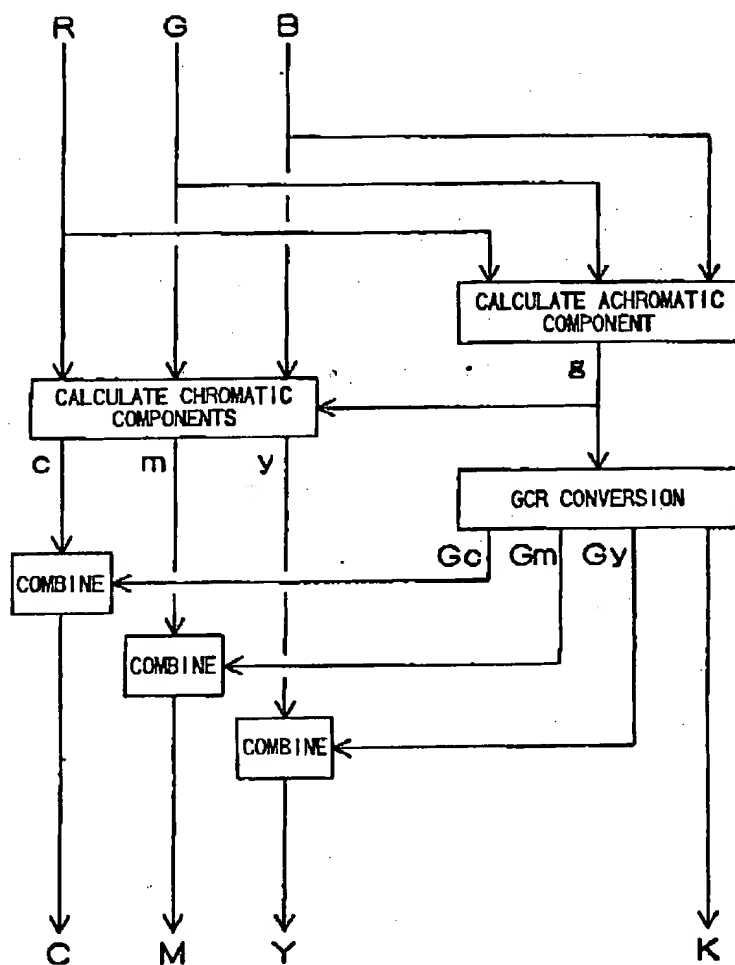 R G B
CALCULATE ACHROMATIC
COMPONENT
g
CALCULATE CHROMATIC
COMPONENTS
c m y
GCR CONVERSION
Gc Gm Gy
COMBINE
COMBINE
COMBINE
C M Y K